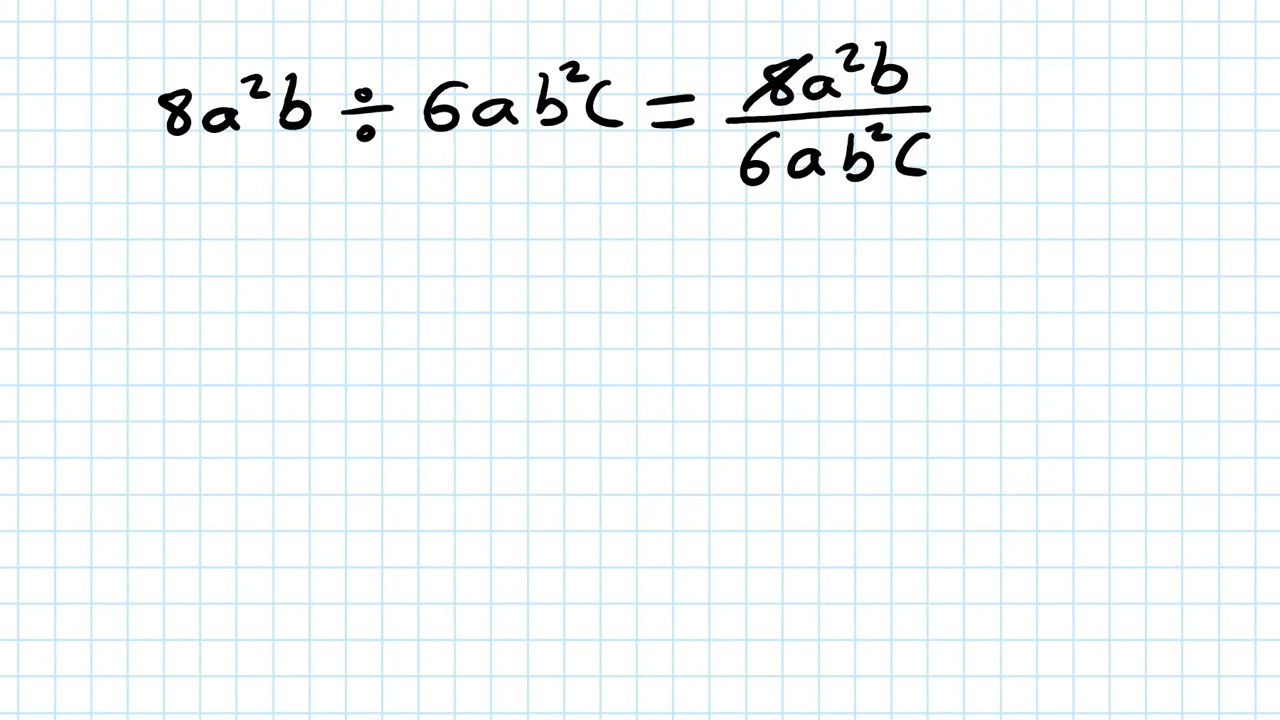 8a²b ÷ 6ab²c = 8a²b / 6ab²c